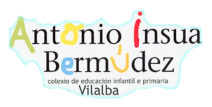 Antonio Insua
Bermúdez
colexio de educación infantil e primaria
Vilalba